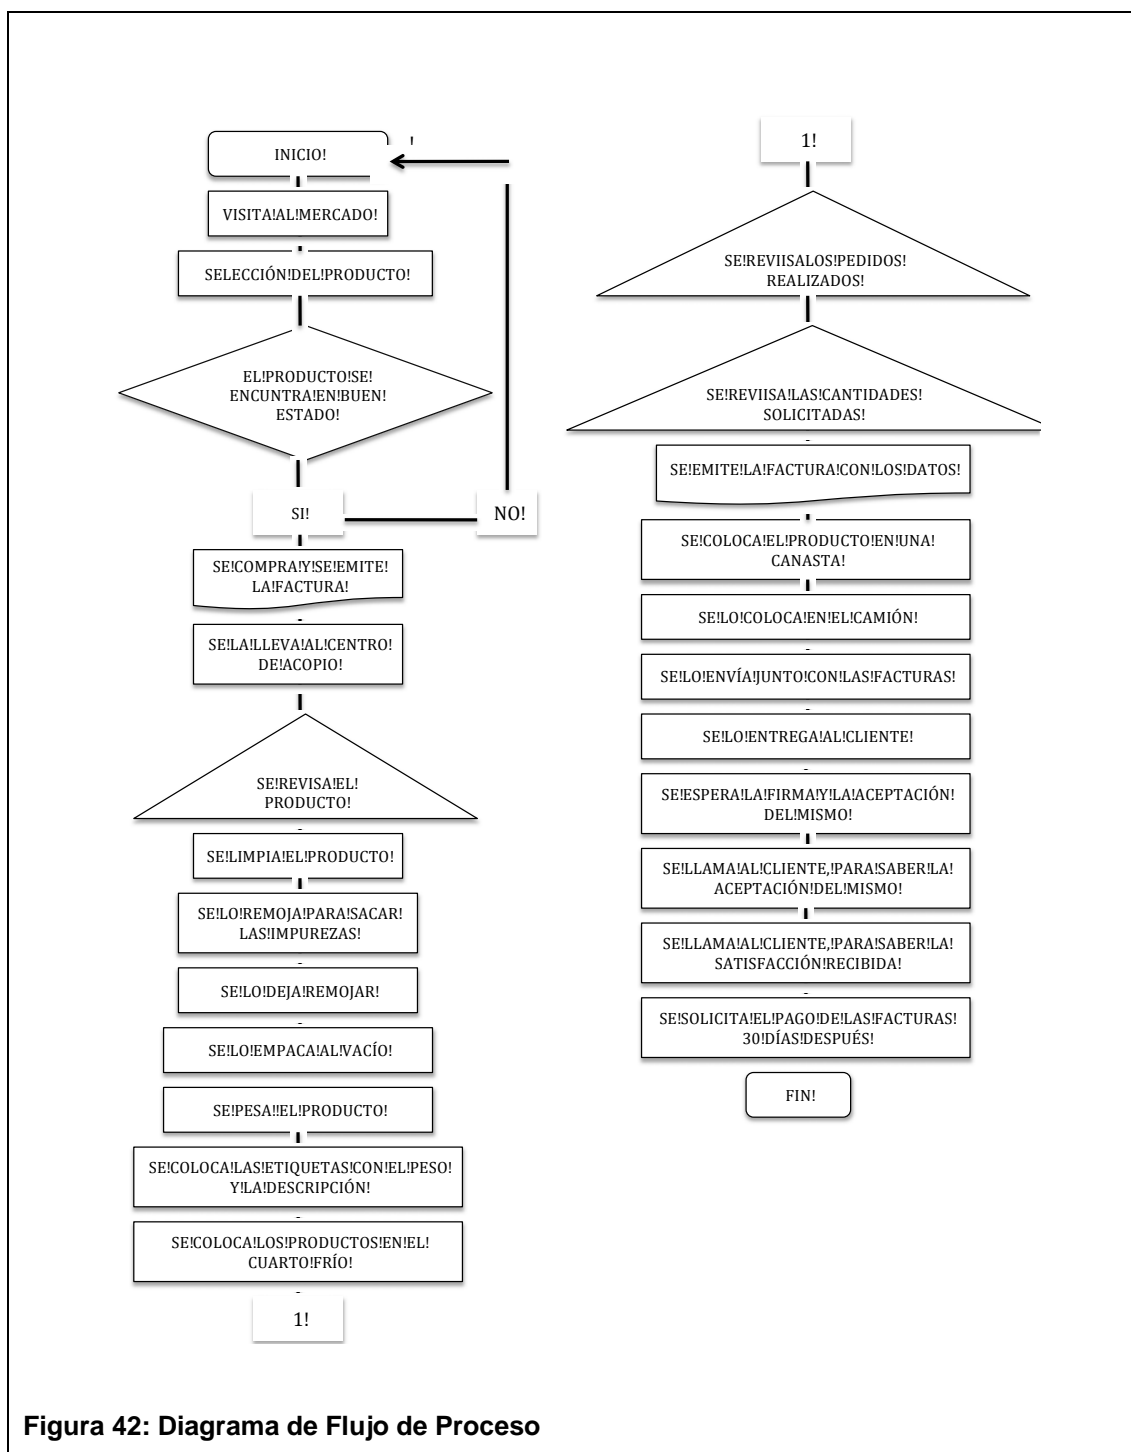 INICIO!
'
VISITA!AL!MERCADO!
SELECCIÓN!DEL!PRODUCTO!
EL!PRODUCTO!SE!
ENCUNTRA!EN!BUEN!
ESTADO!
SI!
NO!
SE!COMPRA!Y!SE!EMITE!
LA!FACTURA!
SE!LA!LLEVA!AL!CENTRO!
DE!ACOPIO!
SE!REVISA!EL!
PRODUCTO!
SE!LIMPIA!EL!PRODUCTO!
SE!LO!REMOJA!PARA!SACAR!
LAS!IMPUREZAS!
SE!LO!DEJA!REMOJAR!
SE!LO!EMPACA!AL!VACÍO!
SE!PESA!!EL!PRODUCTO!
SE!COLOCA!LAS!ETIQUETAS!CON!EL!PESO!
Y!LA!DESCRIPCIÓN!
SE!COLOCA!LOS!PRODUCTOS!EN!EL!
CUARTO!FRÍO!
1!
1!
SE!REVIISALOS!PEDIDOS!
REALIZADOS!
SE!REVIISA!LAS!CANTIDADES!
SOLICITADAS!
SE!EMITE!LA!FACTURA!CON!LOS!DATOS!
SE!COLOCA!EL!PRODUCTO!EN!UNA!
CANASTA!
SE!LO!COLOCA!EN!EL!CAMIÓN!
SE!LO!ENVÍA!JUNTO!CON!LAS!FACTURAS!
SE!LO!ENTREGA!AL!CLIENTE!
SE!ESPERA!LA!FIRMA!Y!LA!ACEPTACIÓN!
DEL!MISMO!
SE!LLAMA!AL!CLIENTE,!PARA!SABER!LA!
ACEPTACIÓN!DEL!MISMO!
SE!LLAMA!AL!CLIENTE,!PARA!SABER!LA!
SATISFACCIÓN!RECIBIDA!
SE!SOLICITA!EL!PAGO!DE!LAS!FACTURAS!
30!DÍAS!DESPUÉS!
FIN!
Figura 42: Diagrama de Flujo de Proceso